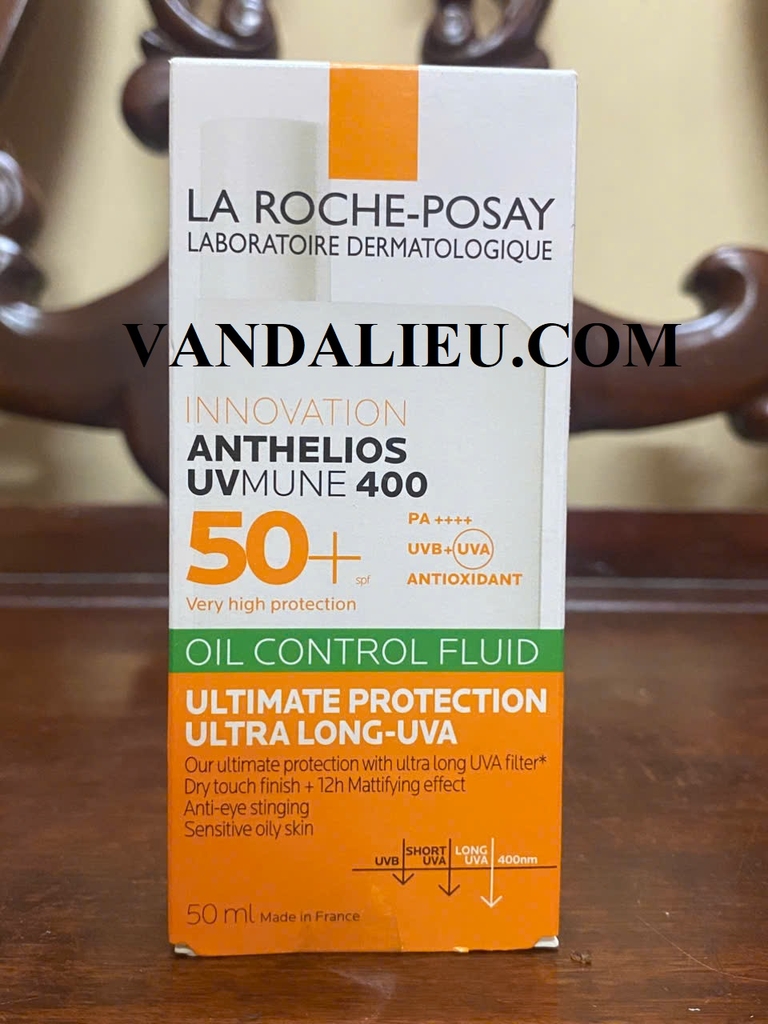 LA ROCHE-POSAY
LABORATOIRE DERMATOLOGIQUE
VANDALIEU.COM
INNOVATION
ANTHELIOS
UVMUNE 400
50+ spf
PA ++++
UVB+UVA
ANTIOXIDANT
Very high protection
OIL CONTROL FLUID
ULTIMATE PROTECTION
ULTRA LONG-UVA
Our ultimate protection with ultra long UVA filter*
Dry touch finish + 12h Mattifying effect
Anti-eye stinging
Sensitive oily skin
UVB SHORT UVA LONG UVA 400nm
50 ml Made in France